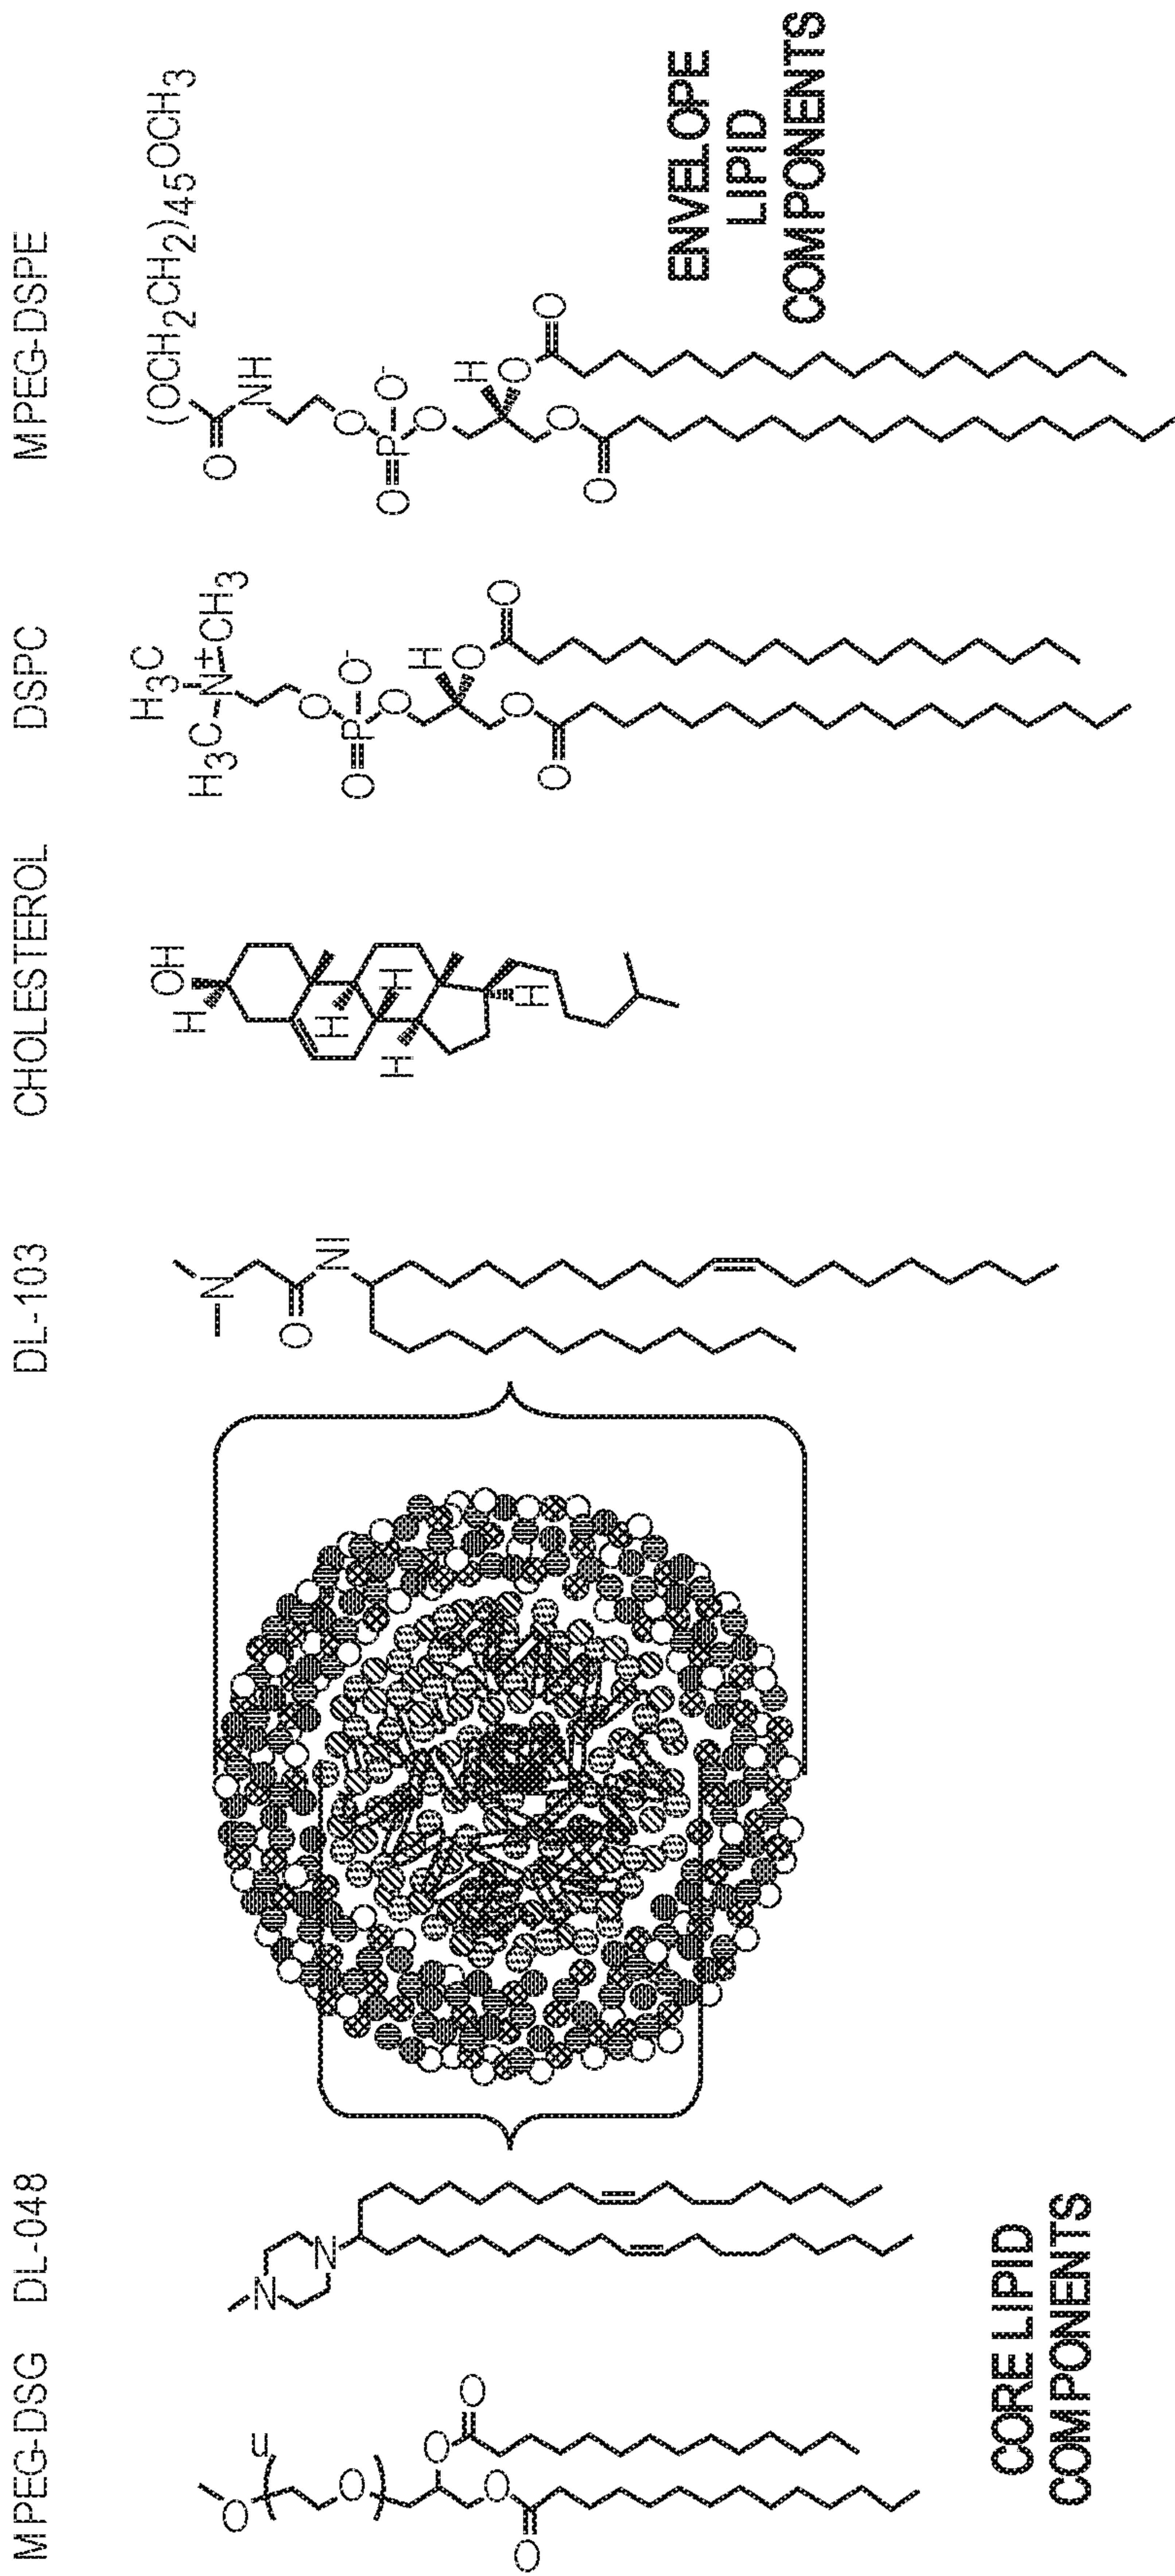 MPEG-DSG
DL-048
DL-103
CHOLESTEROL
DSPC
MPEG-DSPE
O
n
O
O
O
O
O
N
N
N
O
N
OH
H
H
H
H
H
H3C
H3C
N+
CH3
O
O
P
O-
O
H
O
O
O
O
(OCH2CH2)45OCH3
O
NH
O
O
P
O-
O
H
O
O
O
O
CORE LIPID
COMPONENTS
ENVELOPE
LIPID
COMPONENTS